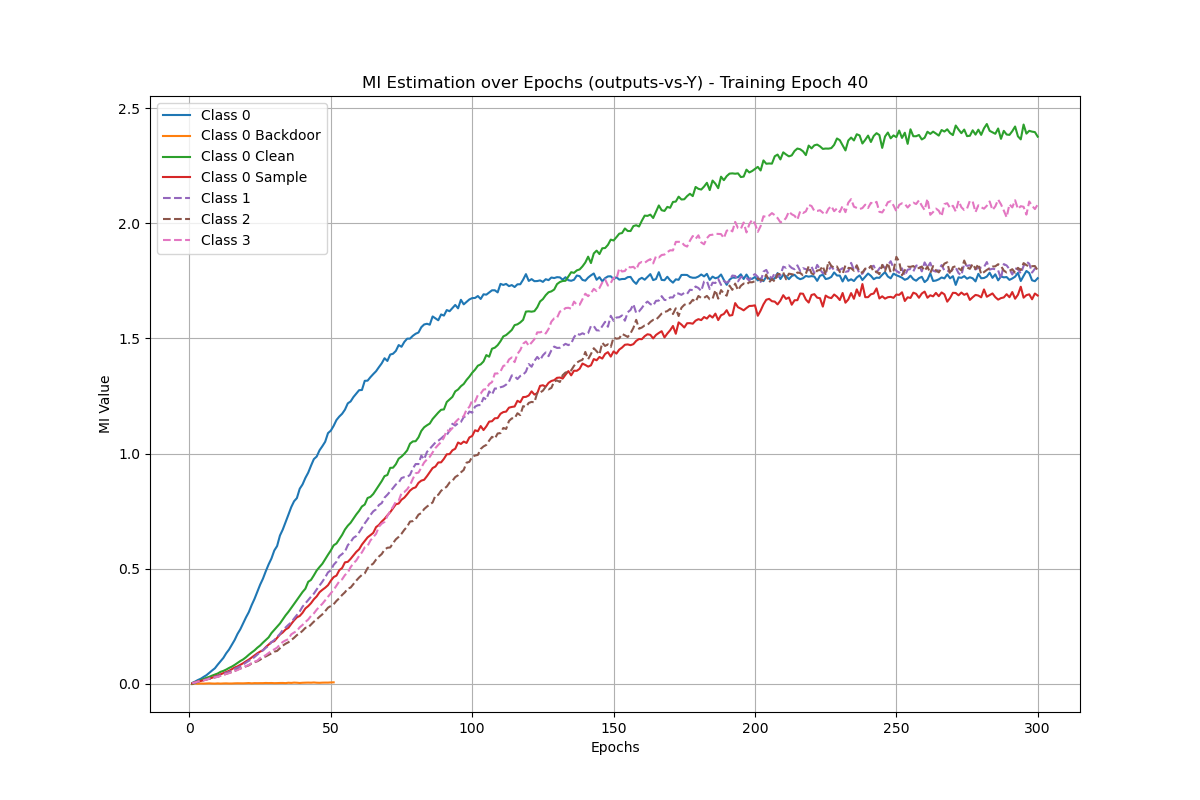 MI Estimation over Epochs (outputs-vs-Y) - Training Epoch 40
2.5
2.0
1.5
1.0
0.5
0.0
MI Value
Class 0
Class 0 Backdoor
Class 0 Clean
Class 0 Sample
Class 1
Class 2
Class 3
0 50 100 150 200 250 300
Epochs